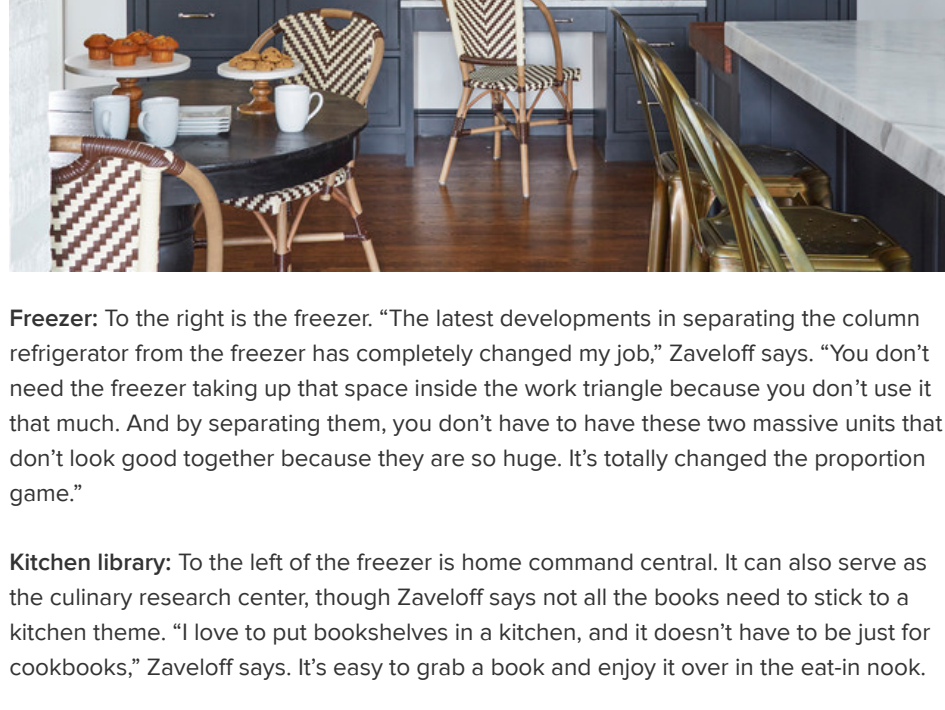 Freezer: To the right is the freezer. “The latest developments in separating the column
refrigerator from the freezer has completely changed my job,” Zaveloff says. “You don’t
need the freezer taking up that space inside the work triangle because you don’t use it
that much. And by separating them, you don’t have to have these two massive units that
don’t look good together because they are so huge. It’s totally changed the proportion
game.”
Kitchen library: To the left of the freezer is home command central. It can also serve as
the culinary research center, though Zaveloff says not all the books need to stick to a
kitchen theme. “I love to put bookshelves in a kitchen, and it doesn’t have to be just for
cookbooks,” Zaveloff says. It’s easy to grab a book and enjoy it over in the eat-in nook.